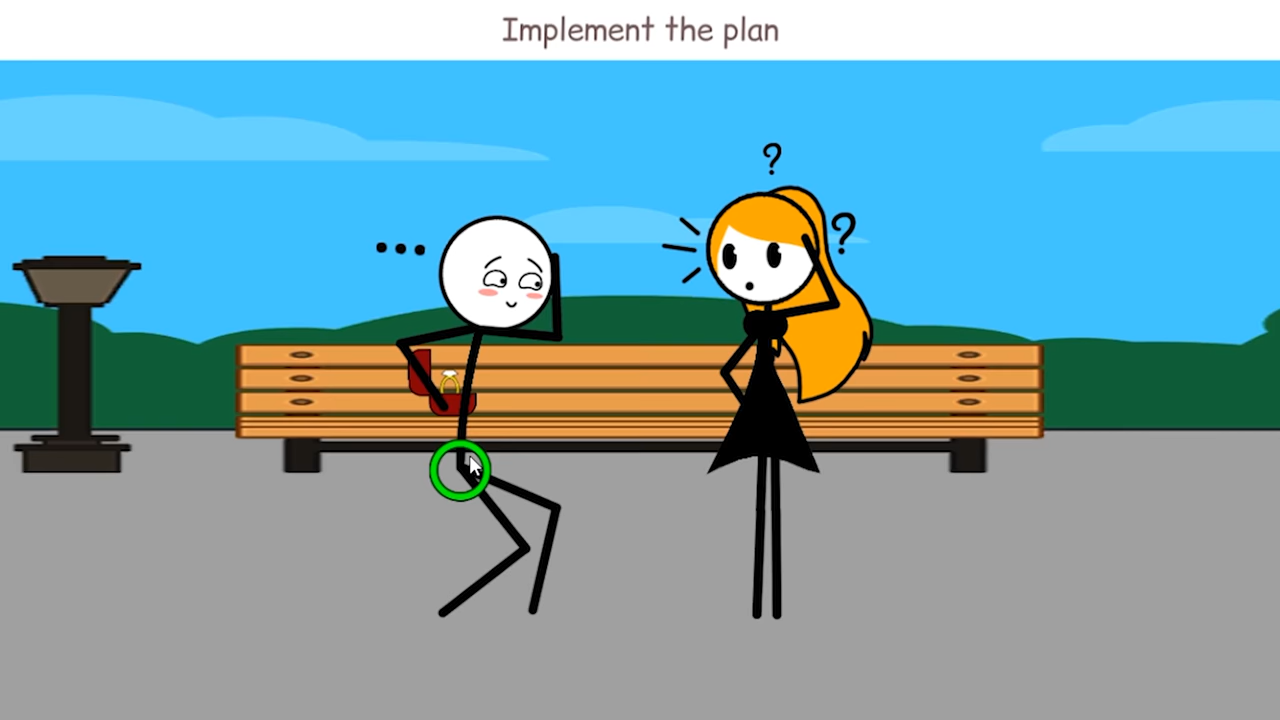 Implement the plan
...
?
?